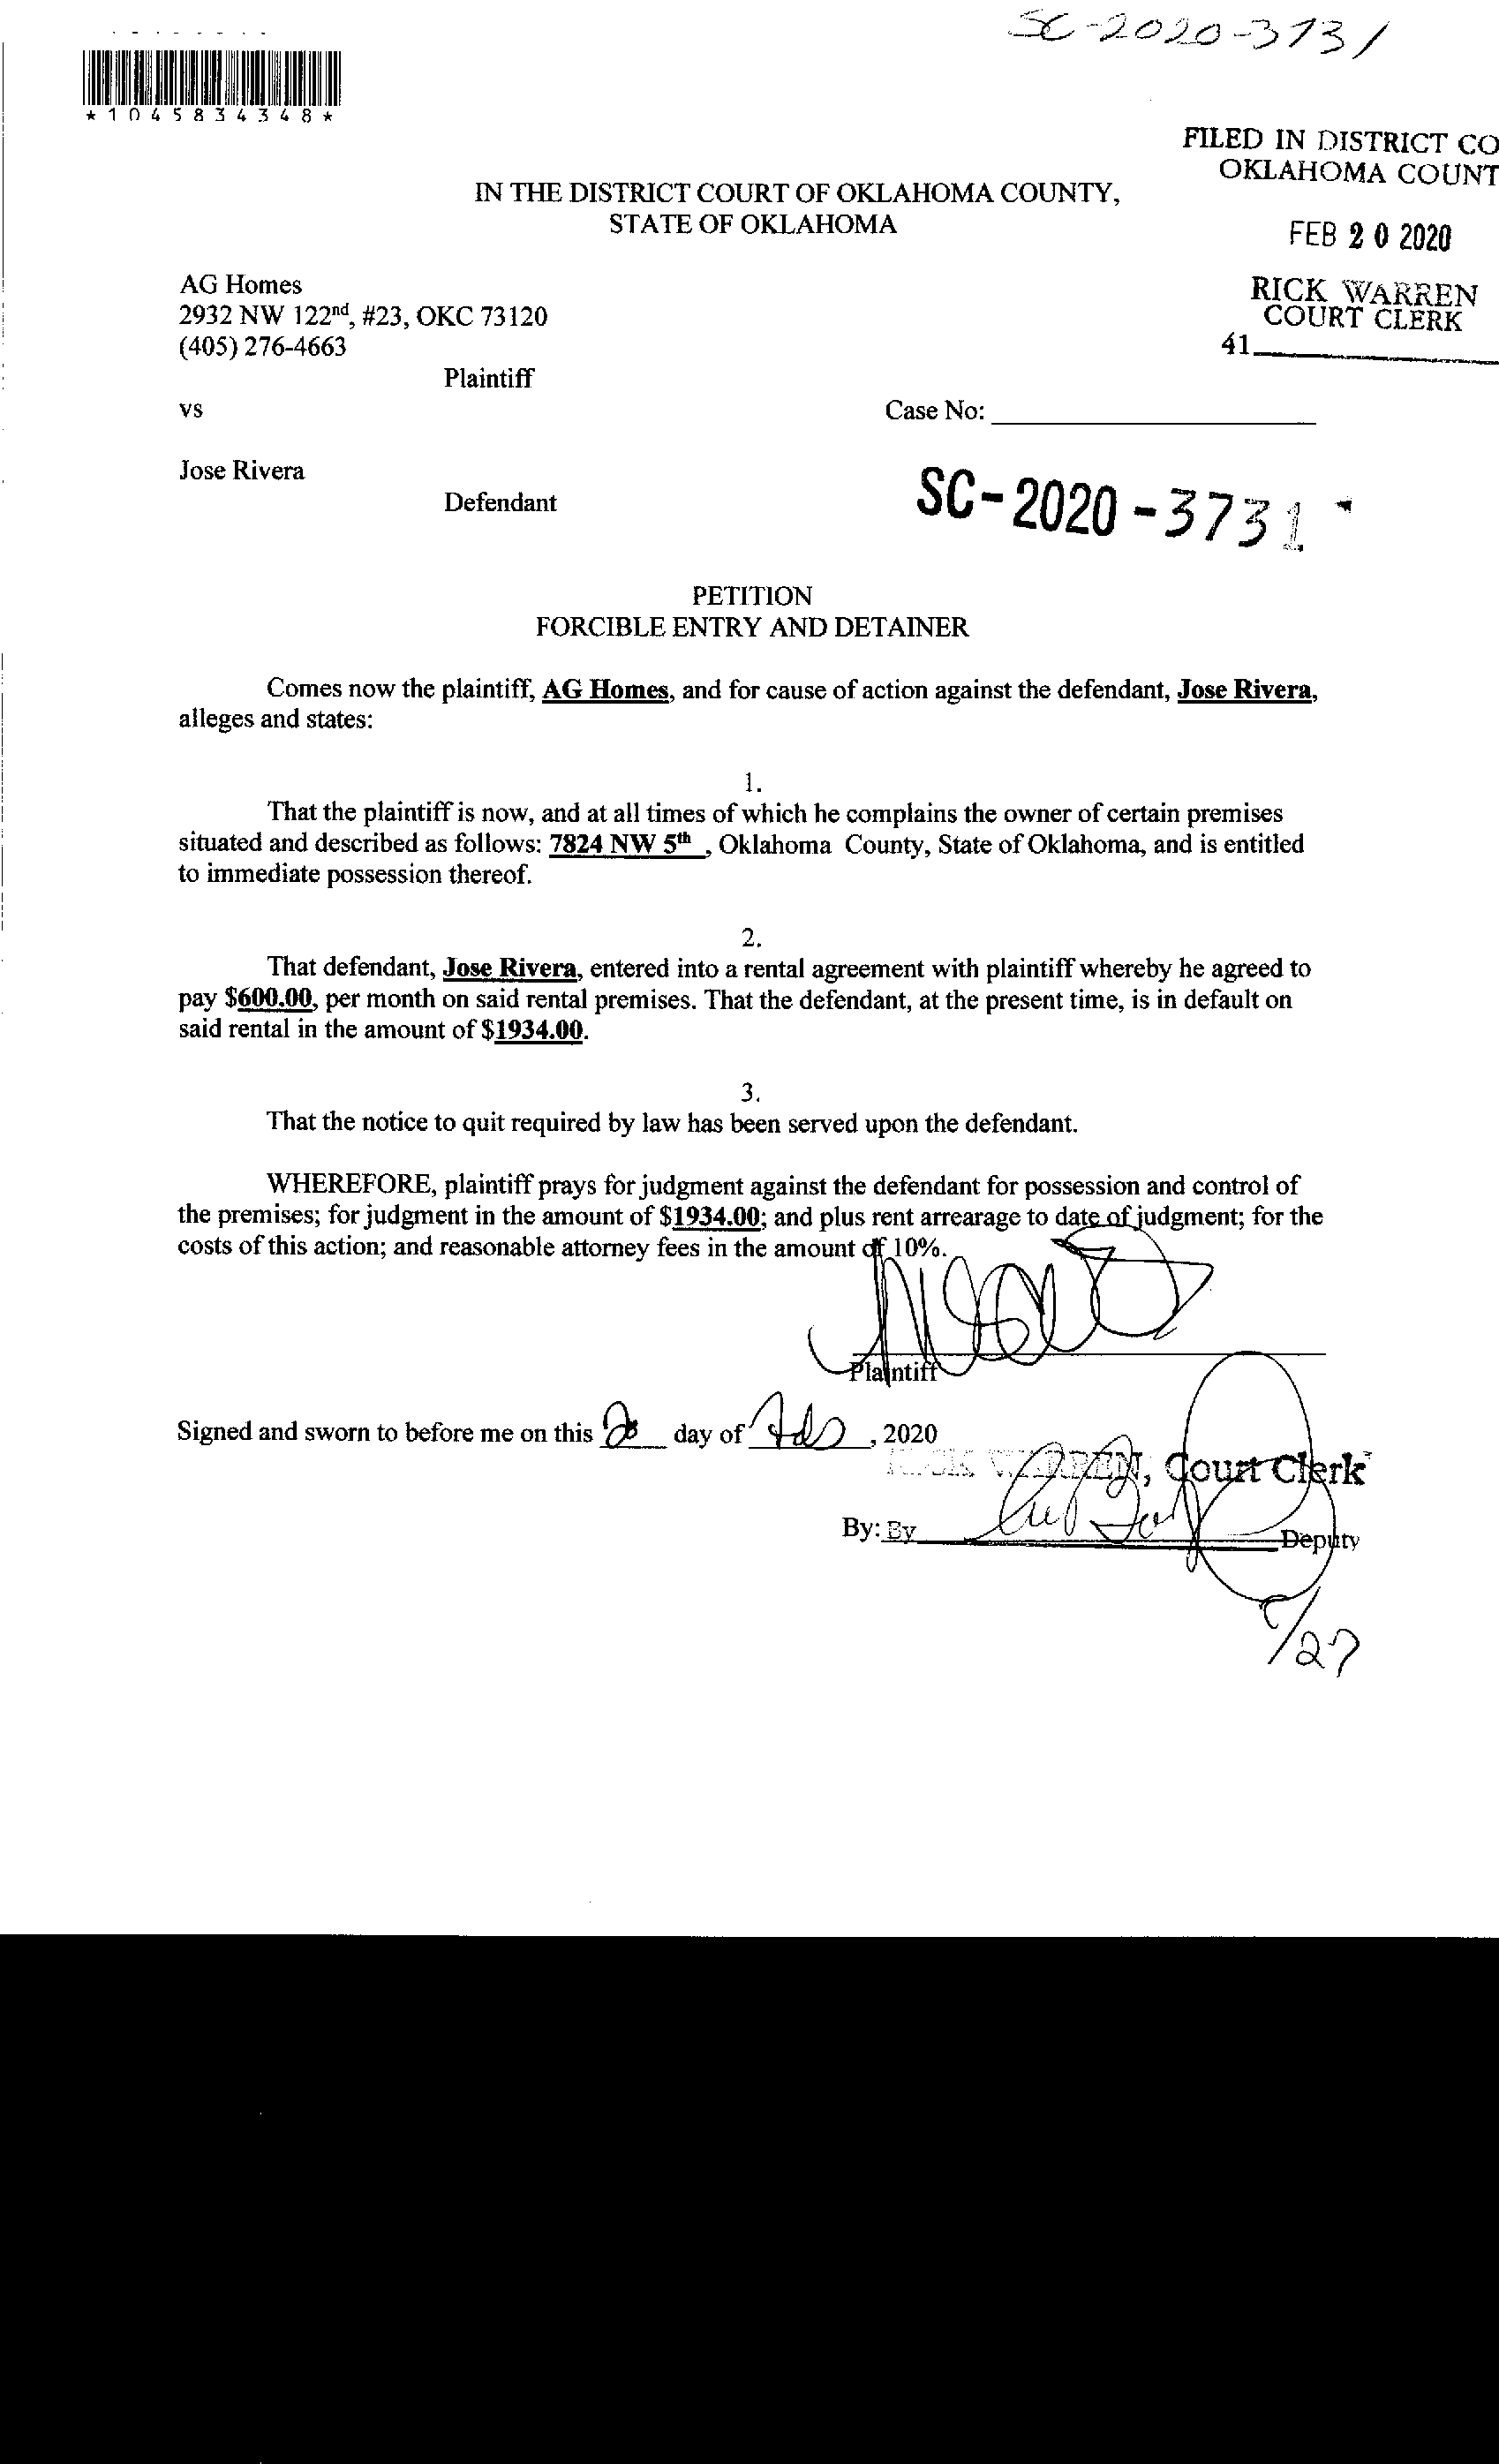 SC-2020-3731
*1045834348*
FILED IN DISTRICT CO
OKLAHOMA COUNT
IN THE DISTRICT COURT OF OKLAHOMA COUNTY,
STATE OF OKLAHOMA
FEB 2 0 2020
AG Homes
2932 NW 122nd, #23, OKC 73120
(405) 276-4663
RICK WARREN
COURT CLERK
41
Plaintiff
vs
Case No:
Jose Rivera
Defendant
SC-2020-3731
PETITION
FORCIBLE ENTRY AND DETAINER
Comes now the plaintiff, AG Homes, and for cause of action against the defendant, Jose Rivera,
alleges and states:
1.
That the plaintiff is now, and at all times of which he complains the owner of certain premises
situated and described as follows: 7824 NW 5th , Oklahoma County, State of Oklahoma, and is entitled
to immediate possession thereof.
2.
That defendant, Jose Rivera, entered into a rental agreement with plaintiff whereby he agreed to
pay $600.00, per month on said rental premises. That the defendant, at the present time, is in default on
said rental in the amount of $1934.00.
3.
That the notice to quit required by law has been served upon the defendant.
WHEREFORE, plaintiff prays for judgment against the defendant for possession and control of
the premises; for judgment in the amount of $1934.00; and plus rent arrearage to date of judgment; for the
costs of this action; and reasonable attorney fees in the amount of 10%.
Plaintiff
Signed and sworn to before me on this 20 day of Feb, 2020
RICK WARREN, Court Clerk
By: By Deputy
/27